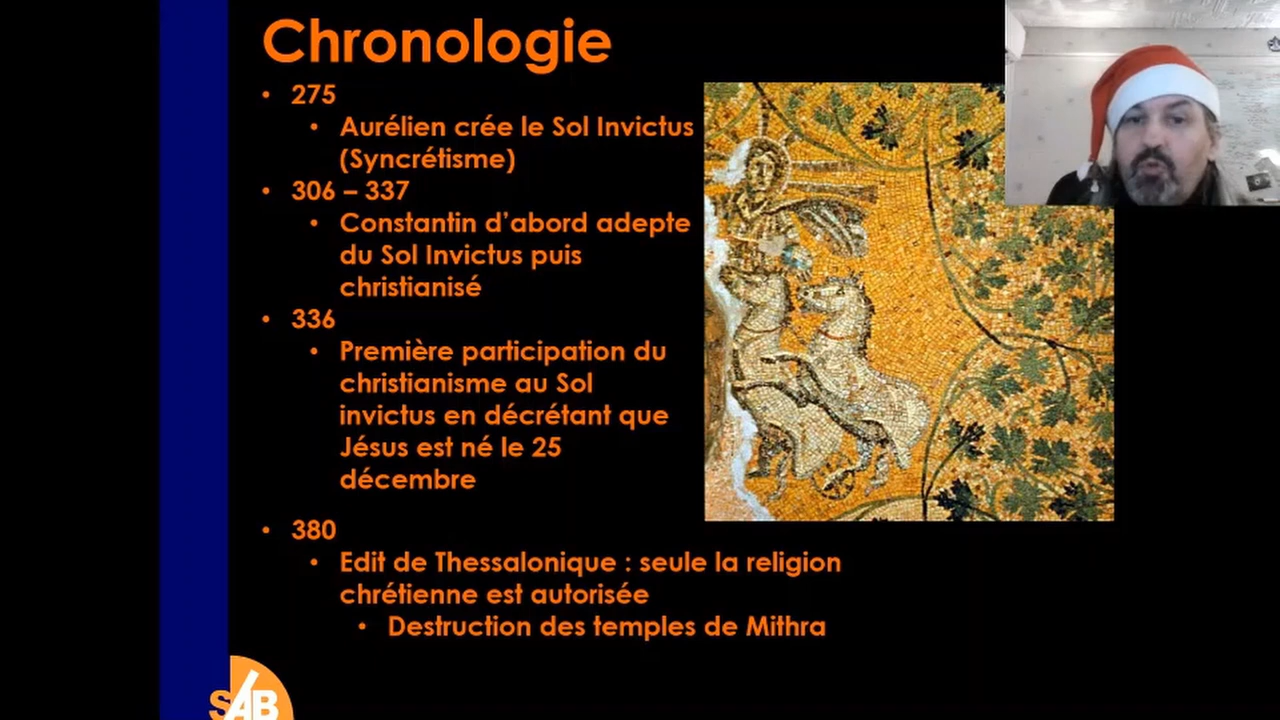 Chronologie
• 275
• Aurélien crée le Sol Invictus
(Syncrétisme)
• 306 – 337
• Constantin d'abord adepte
du Sol Invictus puis
christianisé
• 336
• Première participation du
christianisme au Sol
invictus en décrétant que
Jésus est né le 25
décembre
• 380
• Edit de Thessalonique : seule la religion
chrétienne est autorisée
• Destruction des temples de Mithra
SAB